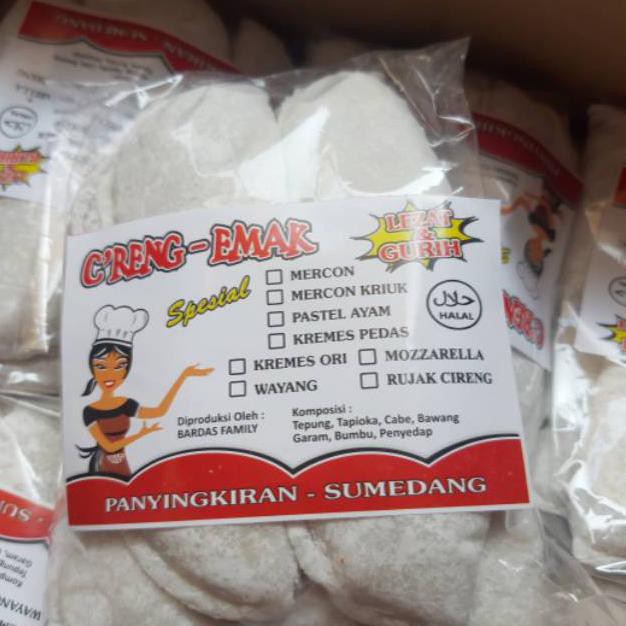 C'RENG - EMAK
LEZAT
&
GURIH
Spesial
MERCON
MERCON KRIUK
PASTEL AYAM
KREMES PEDAS
KREMES ORI
MOZZARELLA
WAYANG
RUJAK CIRENG
حلال
HALAL
Diproduksi Oleh :
BARDAS FAMILY
Komposisi :
Tepung, Tapioka, Cabe, Bawang
Garam, Bumbu, Penyedap
PANYINGKIRAN - SUMEDANG